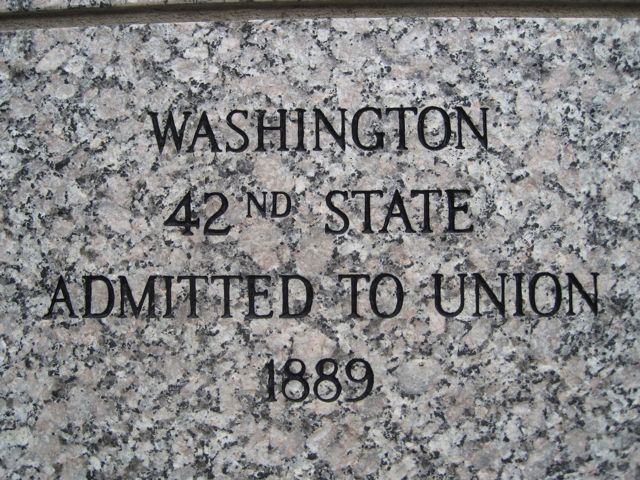 WASHINGTON
42ND STATE
ADMITTED TO UNION
1889